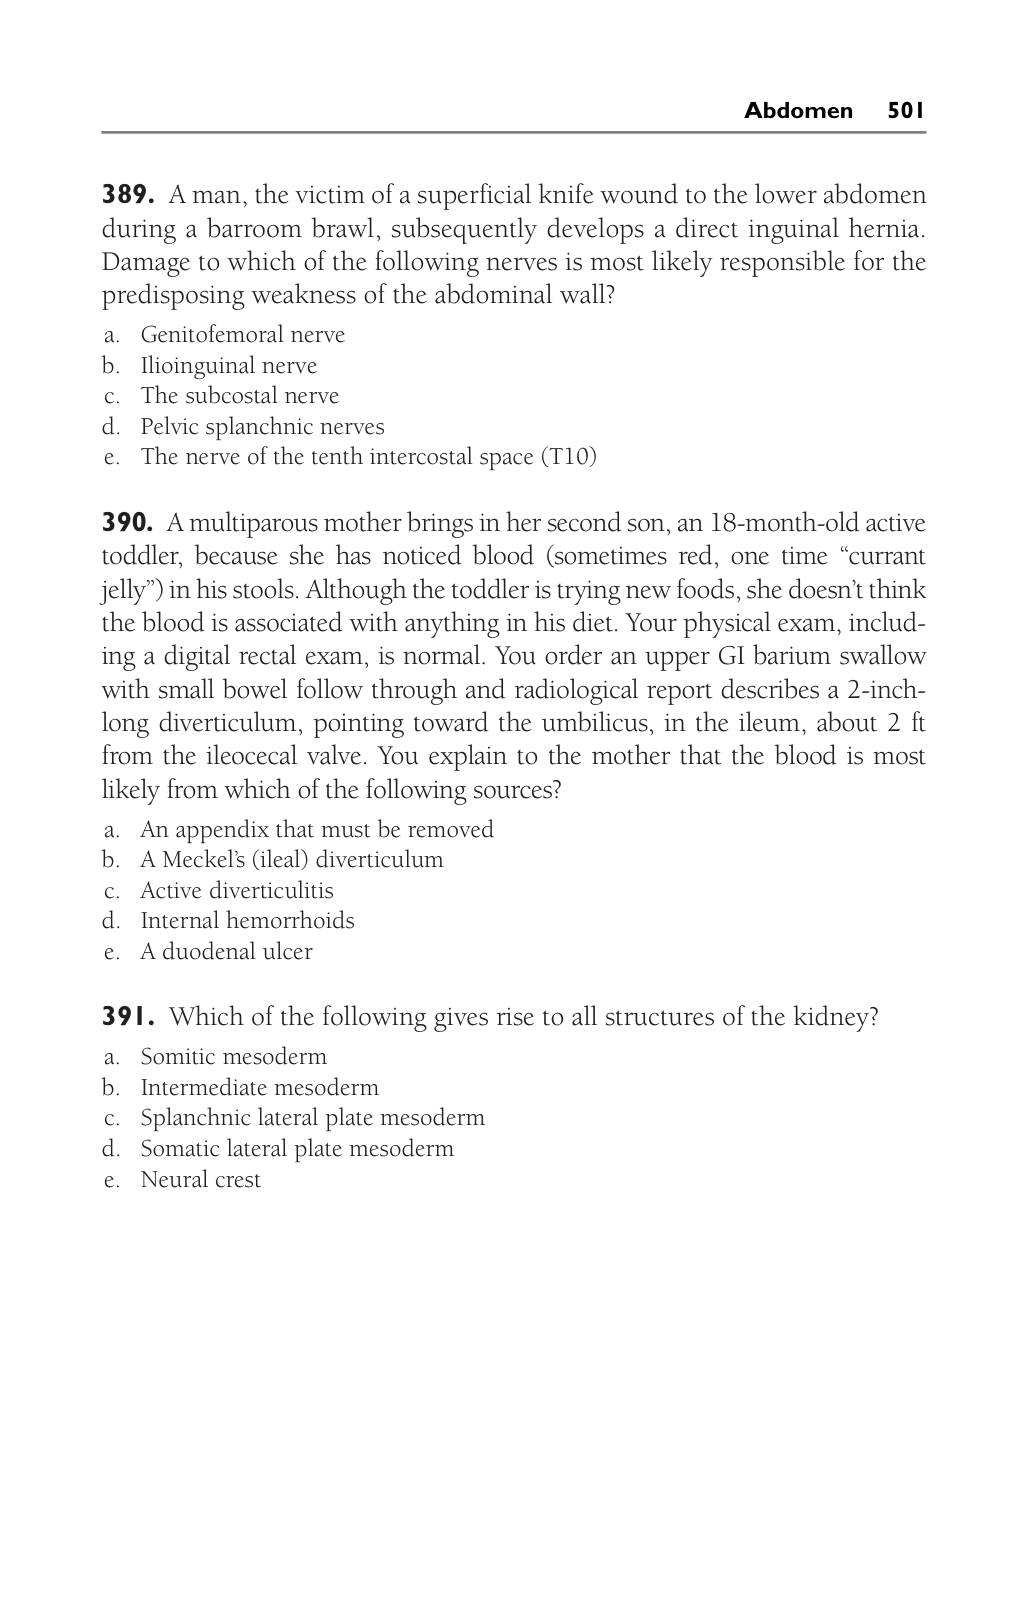 Abdomen 501
389. A man, the victim of a superficial knife wound to the lower abdomen
during a barroom brawl, subsequently develops a direct inguinal hernia.
Damage to which of the following nerves is most likely responsible for the
predisposing weakness of the abdominal wall?
a. Genitofemoral nerve
b. Ilioinguinal nerve
c. The subcostal nerve
d. Pelvic splanchnic nerves
e. The nerve of the tenth intercostal space (T10)
390. A multiparous mother brings in her second son, an 18-month-old active
toddler, because she has noticed blood (sometimes red, one time “currant
jelly”) in his stools. Although the toddler is trying new foods, she doesn’t think
the blood is associated with anything in his diet. Your physical exam, includ-
ing a digital rectal exam, is normal. You order an upper GI barium swallow
with small bowel follow through and radiological report describes a 2-inch-
long diverticulum, pointing toward the umbilicus, in the ileum, about 2 ft
from the ileocecal valve. You explain to the mother that the blood is most
likely from which of the following sources?
a. An appendix that must be removed
b. A Meckel’s (ileal) diverticulum
c. Active diverticulitis
d. Internal hemorrhoids
e. A duodenal ulcer
391. Which of the following gives rise to all structures of the kidney?
a. Somitic mesoderm
b. Intermediate mesoderm
c. Splanchnic lateral plate mesoderm
d. Somatic lateral plate mesoderm
e. Neural crest